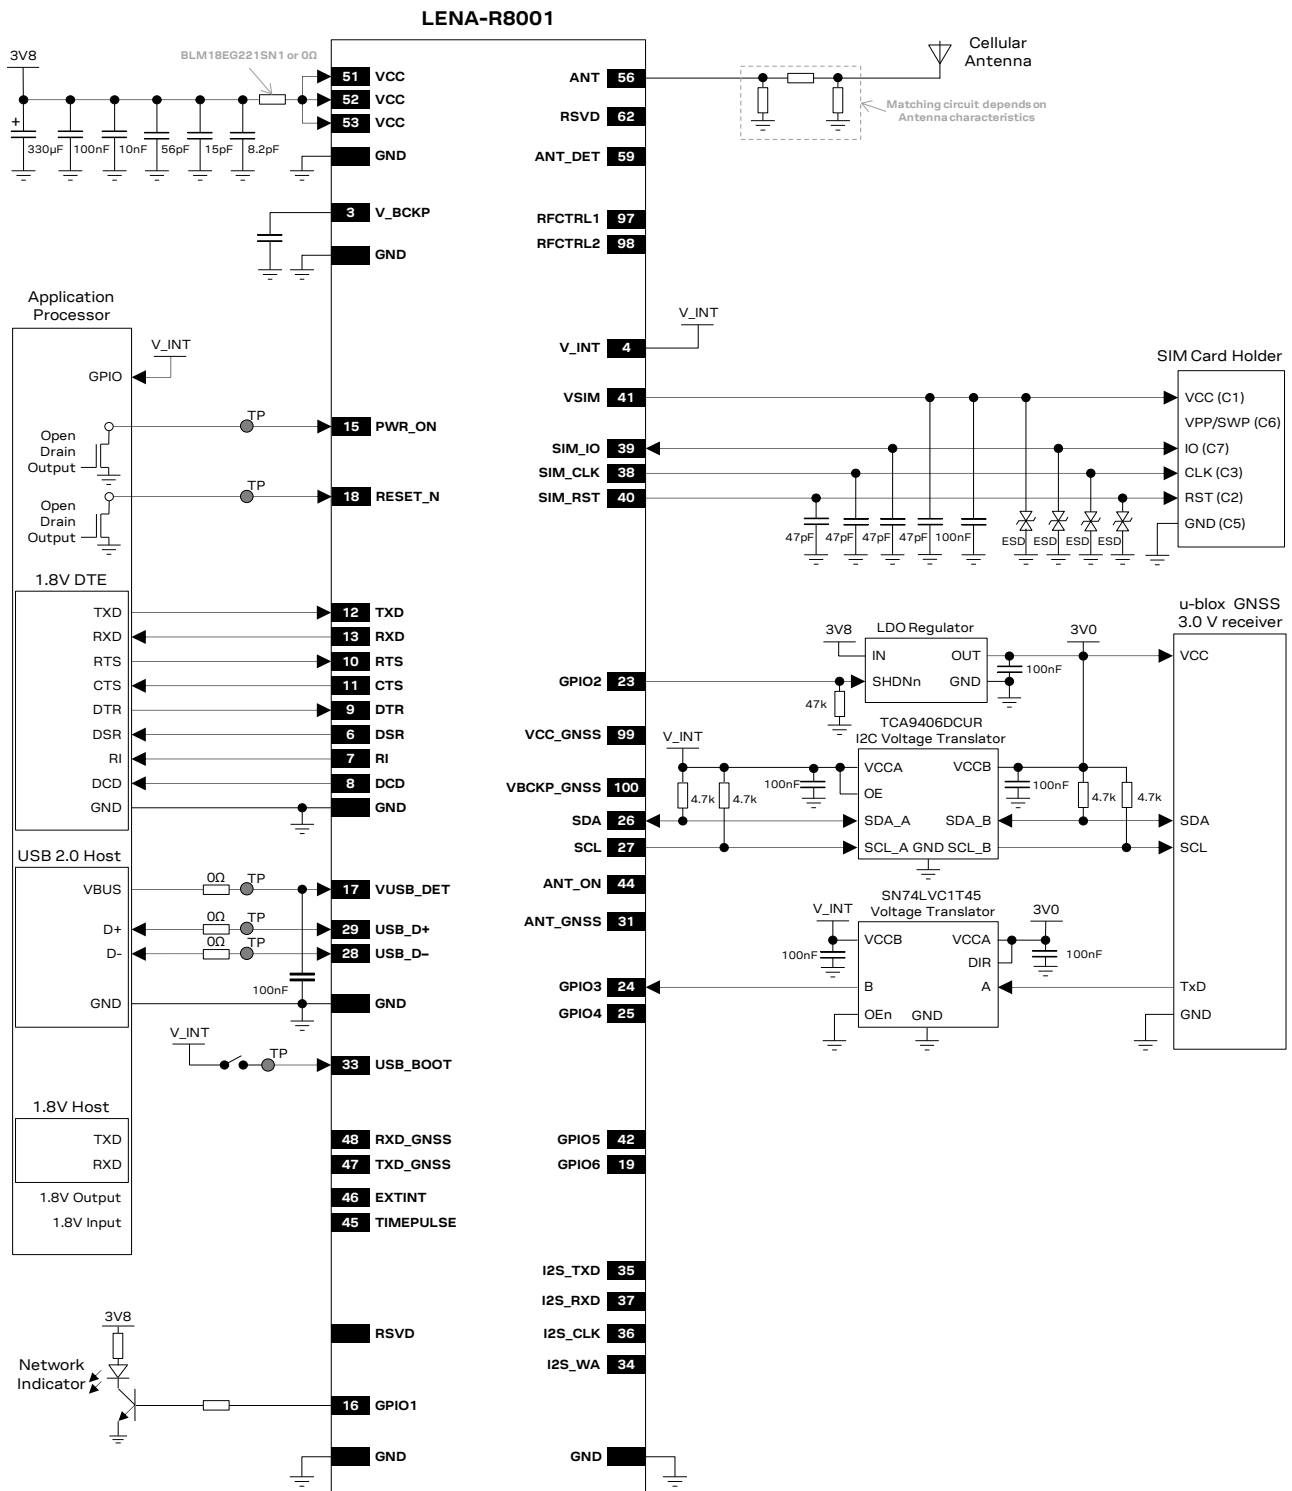 LENA-R8001
3V8
BLM18EG221SN1 or 0Ω
330µF
100nF
10nF
56pF
15pF
8.2pF
+
51 VCC
52 VCC
53 VCC
GND
3 V_BCKP
GND
ANT 56
RSVD 62
ANT_DET 59
RFCTRL1 97
RFCTRL2 98
Cellular
Antenna
Matching circuit depends on
Antenna characteristics
Application
Processor
V_INT
GPIO
Open
Drain
Output
TP
15 PWR_ON
Open
Drain
Output
TP
18 RESET_N
V_INT 4
V_INT
VSIM 41
SIM_IO 39
SIM_CLK 38
SIM_RST 40
47pF
47pF
47pF
47pF
100nF
ESD
ESD
ESD
ESD
SIM Card Holder
VCC (C1)
VPP/SWP (C6)
IO (C7)
CLK (C3)
RST (C2)
GND (C5)
1.8V DTE
TXD
RXD
RTS
CTS
DTR
DSR
RI
DCD
GND
12 TXD
13 RXD
10 RTS
11 CTS
9 DTR
6 DSR
7 RI
8 DCD
GND
GPIO2 23
VCC_GNSS 99
VBCKP_GNSS 100
SDA 26
SCL 27
ANT_ON 44
ANT_GNSS 31
GPIO3 24
GPIO4 25
3V8
LDO Regulator
IN
OUT
SHDNn
GND
47k
100nF
3V0
u-blox GNSS
3.0 V receiver
VCC
SDA
SCL
TxD
GND
TCA9406DCUR
I2C Voltage Translator
V_INT
4.7k
4.7k
100nF
VCCA
VCCB
OE
SDA_A
SDA_B
SCL_A
GND
SCL_B
100nF
4.7k
4.7k
SN74LVC1T45
Voltage Translator
V_INT
100nF
VCCB
VCCA
DIR
B
A
OEn
GND
3V0
100nF
USB 2.0 Host
VBUS
D+
D-
GND
0Ω
TP
0Ω
TP
0Ω
TP
100nF
17 VUSB_DET
29 USB_D+
28 USB_D−
GND
V_INT
TP
33 USB_BOOT
1.8V Host
TXD
RXD
1.8V Output
1.8V Input
48 RXD_GNSS
47 TXD_GNSS
46 EXTINT
45 TIMEPULSE
GPIO5 42
GPIO6 19
I2S_TXD 35
I2S_RXD 37
I2S_CLK 36
I2S_WA 34
RSVD
3V8
Network
Indicator
16 GPIO1
GND
GND